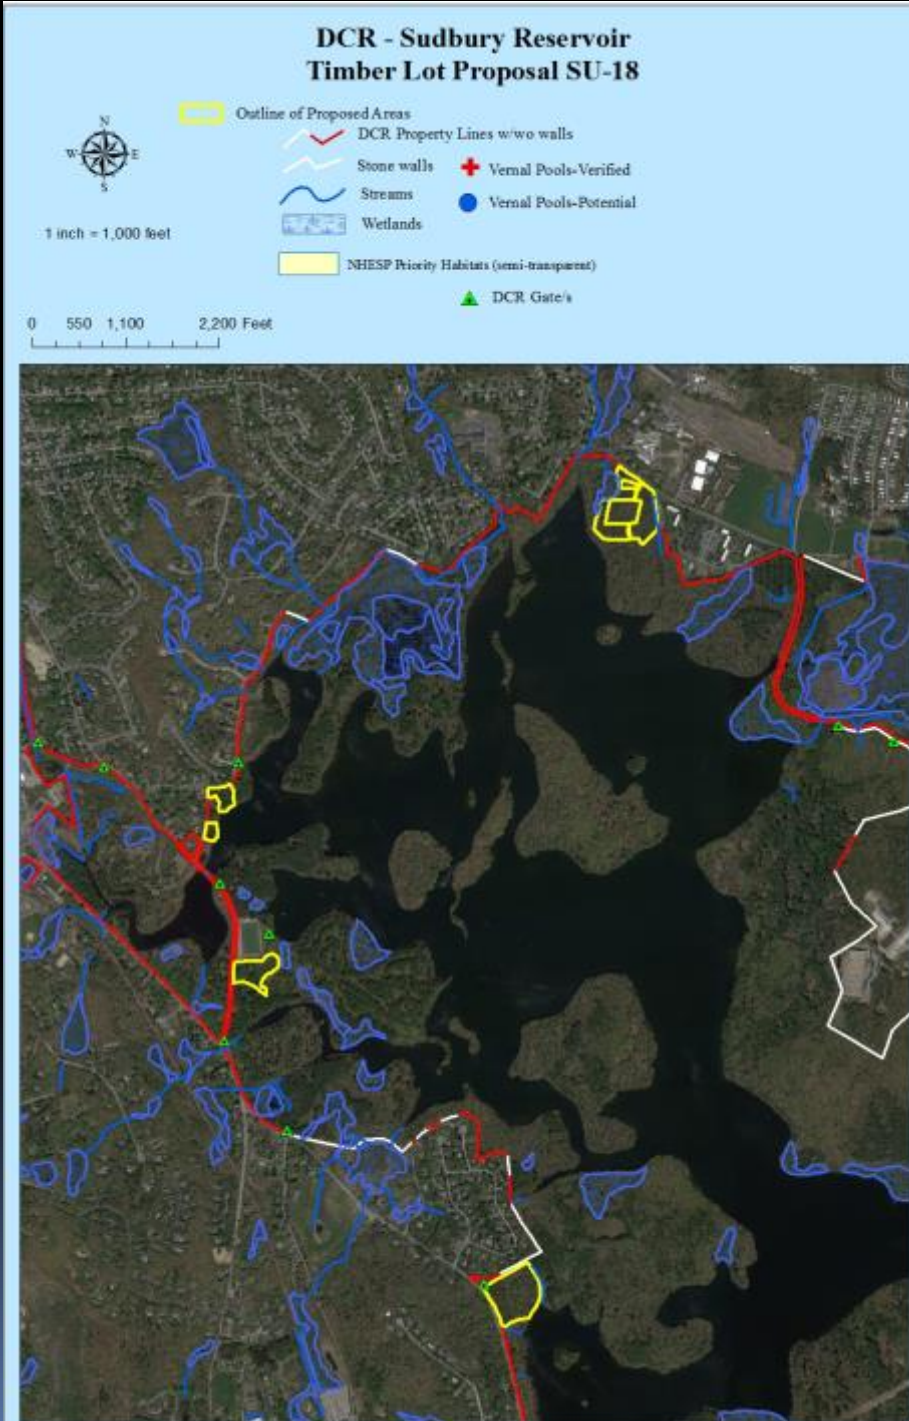 DCR - Sudbury Reservoir
Timber Lot Proposal SU-18
Outline of Proposed Areas
DCR Property Lines w/wo walls
Stone walls
Vernal Pools-Verified
Streams
Vernal Pools-Potential
Wetlands
NHESP Priority Habitats (semi-transparent)
DCR Gate/s
N
W E
S
1 inch = 1,000 feet
0 550 1,100 2,200 Feet